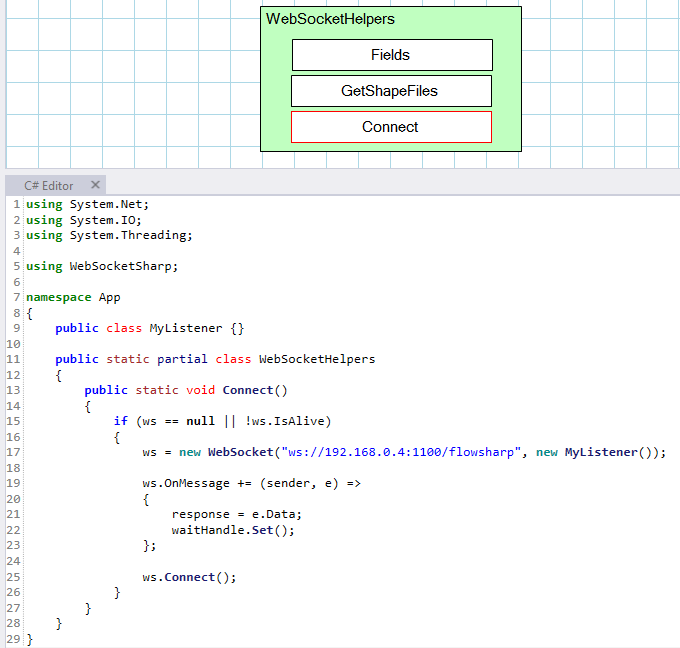 WebSocketHelpers
Fields
GetShapeFiles
Connect
C# Editor ✕
1 using System.Net;
2 using System.IO;
3 using System.Threading;
4
5 using WebSocketSharp;
6
7 namespace App
8 {
9     public class MyListener {}
10
11     public static partial class WebSocketHelpers
12     {
13         public static void Connect()
14         {
15             if (ws == null || !ws.IsAlive)
16             {
17                 ws = new WebSocket("ws://192.168.0.4:1100/flowsharp", new MyListener());
18
19                 ws.OnMessage += (sender, e) =>
20                 {
21                     response = e.Data;
22                     waitHandle.Set();
23                 };
24
25                 ws.Connect();
26             }
27         }
28     }
29 }